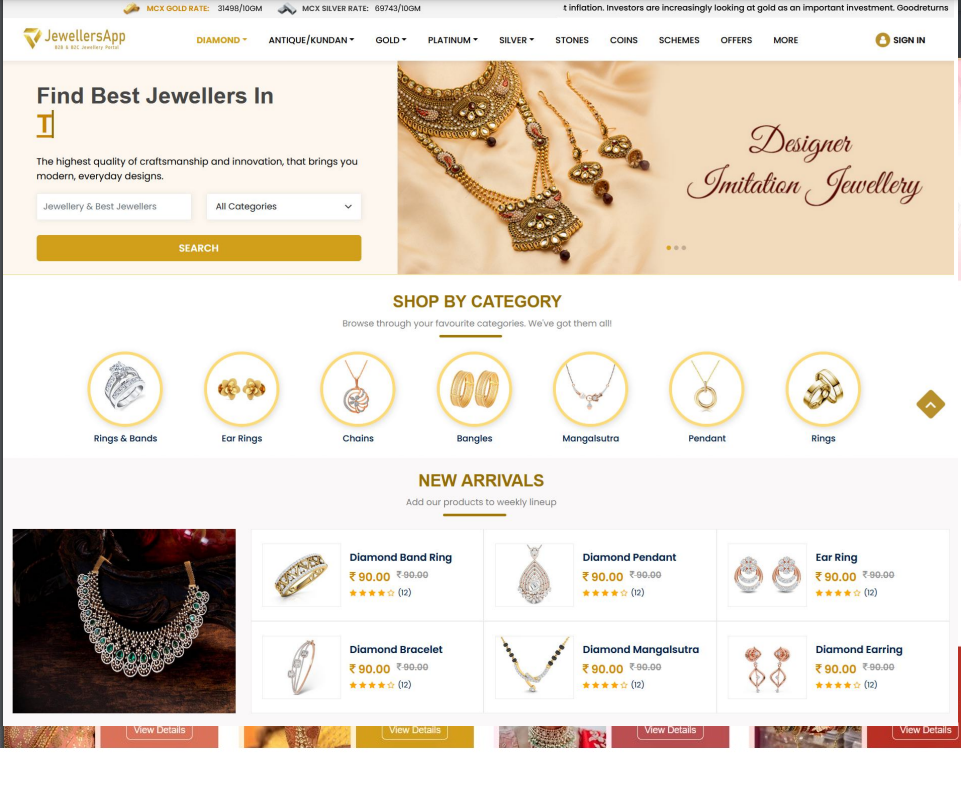 MCX GOLD RATE: 31498/10GM MCX SILVER RATE: 69743/10GM t inflation. Investors are increasingly looking at gold as an important investment. Goodreturns
JewellersApp
B2B & B2C Jewellery Portal
DIAMOND ANTIQUE/KUNDAN GOLD PLATINUM SILVER STONES COINS SCHEMES OFFERS MORE SIGN IN
Find Best Jewellers In
T
The highest quality of craftsmanship and innovation, that brings you
modern, everyday designs.
Jewellery & Best Jewellers All Categories
SEARCH
Designer
Imitation Jewellery
SHOP BY CATEGORY
Browse through your favourite categories. We've got them all!
Rings & Bands Ear Rings Chains Bangles Mangalsutra Pendant Rings
NEW ARRIVALS
Add our products to weekly lineup
Diamond Band Ring
₹ 90.00 ₹ 90.00
(12)
Diamond Pendant
₹ 90.00 ₹ 90.00
(12)
Ear Ring
₹ 90.00 ₹ 90.00
(12)
Diamond Bracelet
₹ 90.00 ₹ 90.00
(12)
Diamond Mangalsutra
₹ 90.00 ₹ 90.00
(12)
Diamond Earring
₹ 90.00 ₹ 90.00
(12)
View Details View Details View Details View Details